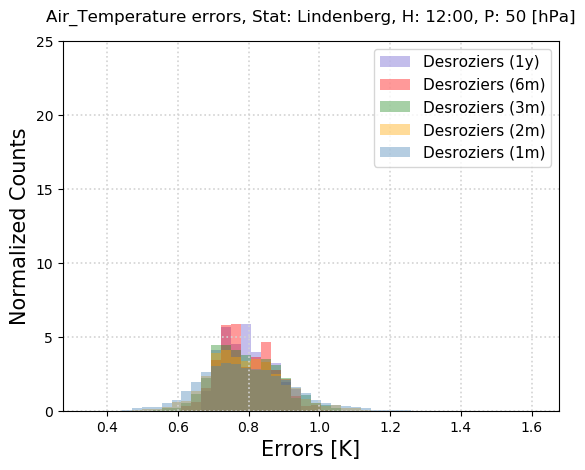 Air_Temperature errors, Stat: Lindenberg, H: 12:00, P: 50 [hPa]
25
20
15
10
5
0
Normalized Counts
Desroziers (1y)
Desroziers (6m)
Desroziers (3m)
Desroziers (2m)
Desroziers (1m)
0.4 0.6 0.8 1.0 1.2 1.4 1.6
Errors [K]